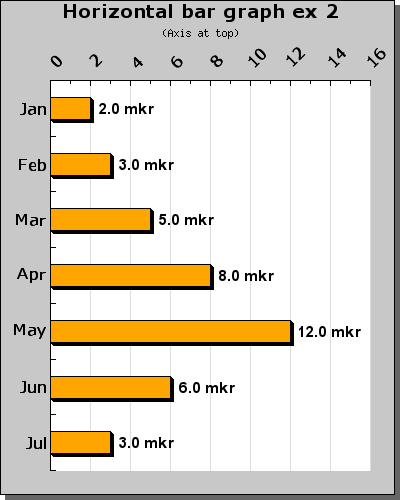 Horizontal bar graph ex 2
(Axis at top)
0 2 4 6 8 10 12 14 16
Jan 2.0 mkr
Feb 3.0 mkr
Mar 5.0 mkr
Apr 8.0 mkr
May 12.0 mkr
Jun 6.0 mkr
Jul 3.0 mkr